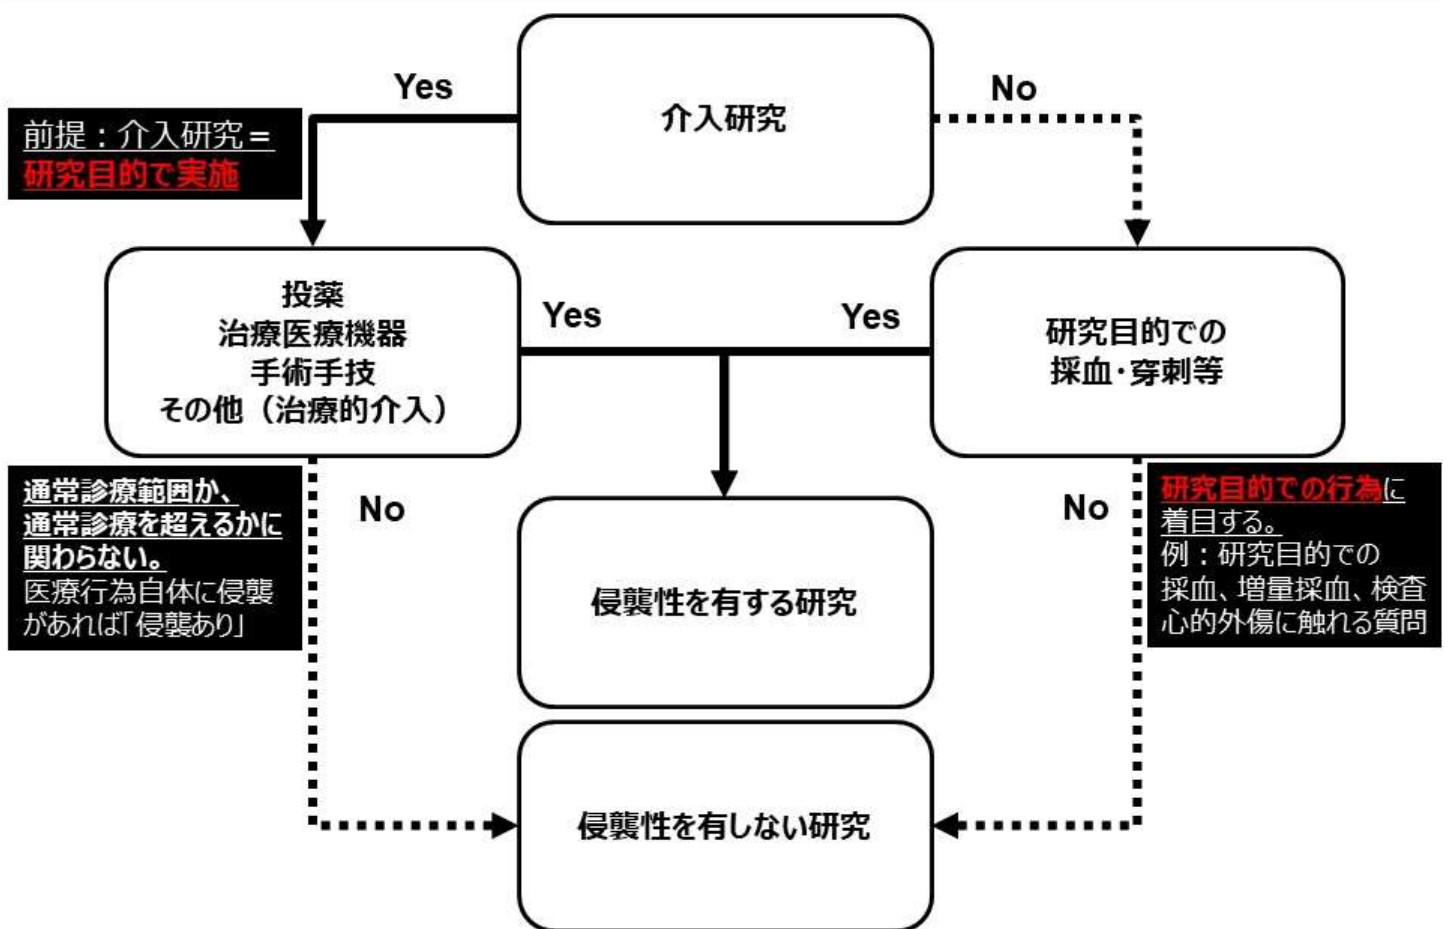 介入研究
Yes
No
前提：介入研究＝
研究目的で実施
投薬
治療医療機器
手術手技
その他（治療的介入）
Yes
Yes
研究目的での
採血・穿刺等
通常診療範囲か、
通常診療を超えるかに
関わらない。
医療行為自体に侵襲
があれば「侵襲あり」
No
侵襲性を有する研究
No
研究目的での行為に
着目する。
例：研究目的での
採血、増量採血、検査
心的外傷に触れる質問
侵襲性を有しない研究